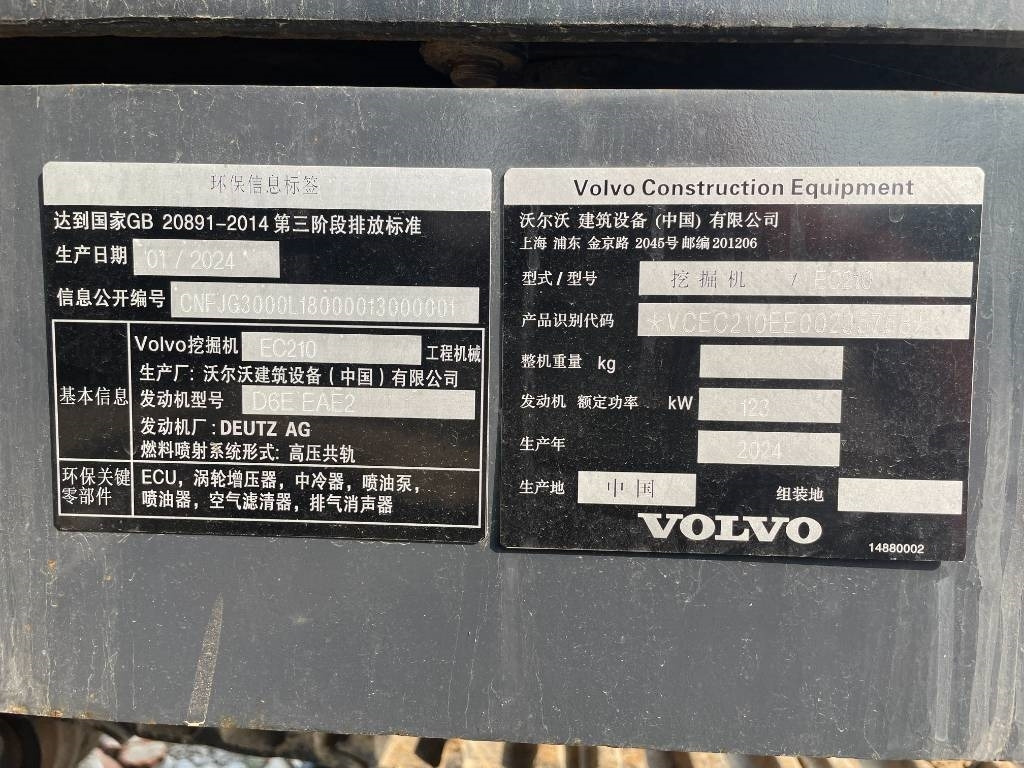 环保信息标签
达到国家GB 20891-2014 第三阶段排放标准
生产日期 01 / 2024
信息公开编号 CNFJG3000L18000013000001
基本信息
Volvo挖掘机 EC210 工程机械
生产厂: 沃尔沃建筑设备 (中国) 有限公司
发动机型号 D6E EAE2
发动机厂: DEUTZ AG
燃料喷射系统形式: 高压共轨
环保关键零部件
ECU, 涡轮增压器, 中冷器, 喷油泵,
喷油器, 空气滤清器, 排气消声器
Volvo Construction Equipment
沃尔沃 建筑设备 (中国) 有限公司
上海 浦东 金京路 2045号 邮编 201206
型式/型号 挖掘机 / EC210
产品识别代码
整机重量 kg
发动机 额定功率 kW 123
生产年 2024
生产地 中国 组装地
VOLVO
14880002